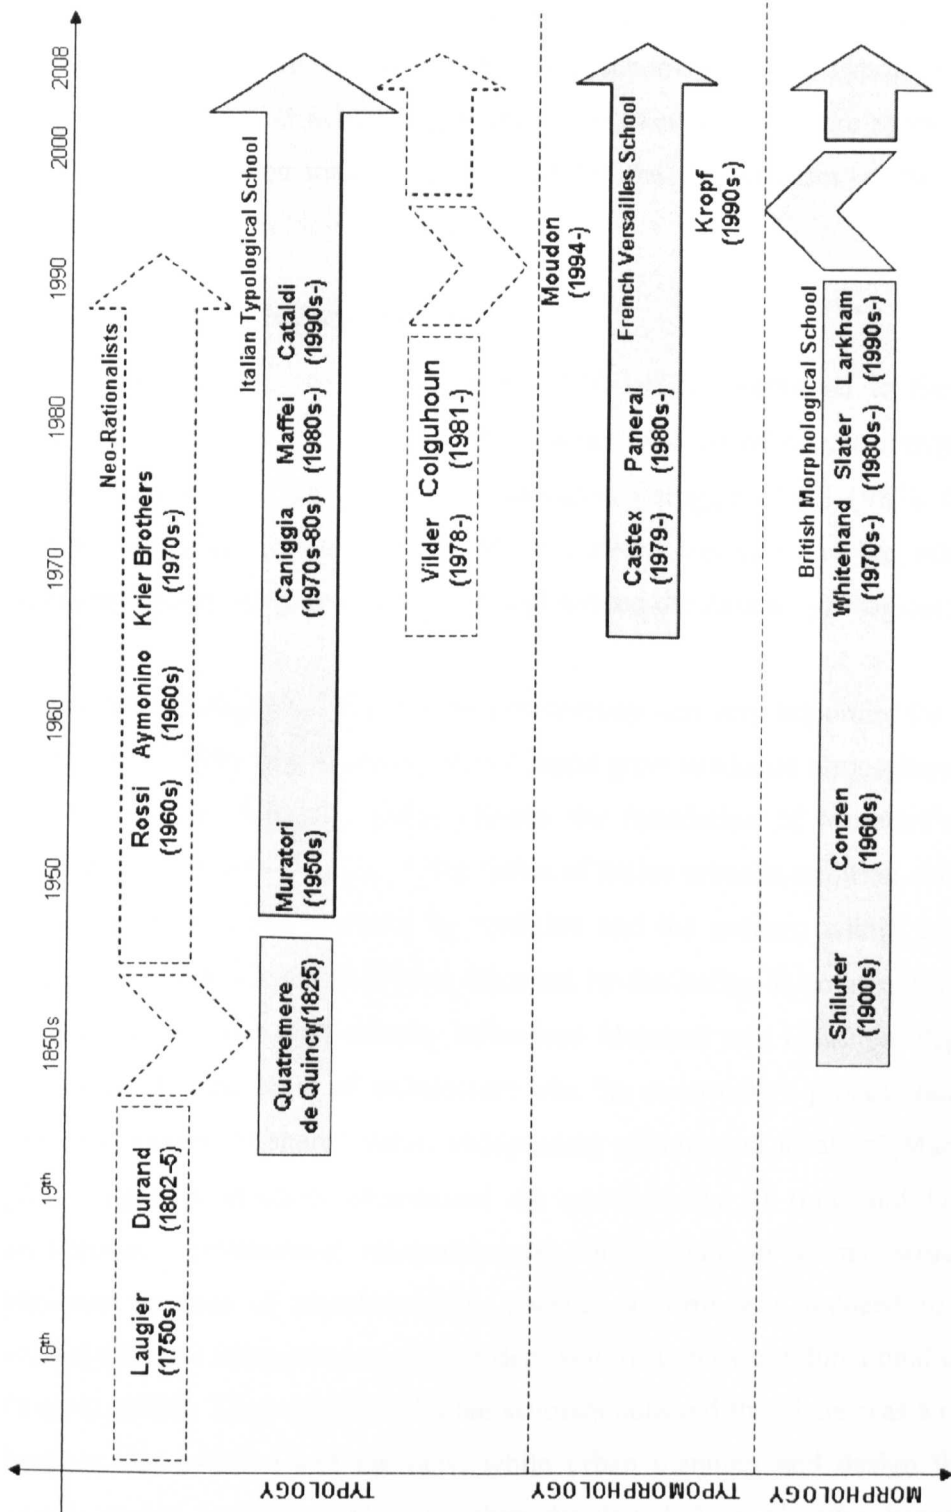 18th 19th 1850s 1950 1960 1970 1980 1990 2000 2008
TYPOLOGY
Neo-Rationalists
Laugier Durand Rossi Aymonino Krier Brothers
(1750s) (1802-5) (1960s) (1960s) (1970s-)
Italian Typological School
Quatremere Muratori Caniggia Maffei Cataldi
de Quincy(1825) (1950s) (1970s-80s) (1980s-) (1990s-)
Vilder Colguhoun
(1978-) (1981-)
TYPOMORPHOLOGY
Moudon
(1994-)
French Versailles School
Castex Panerai
(1979-) (1980s-)
Kropf
(1990s-)
MORPHOLOGY
British Morphological School
Shiluter Conzen Whitehand Slater Larkham
(1900s) (1960s) (1970s-) (1980s-) (1990s-)